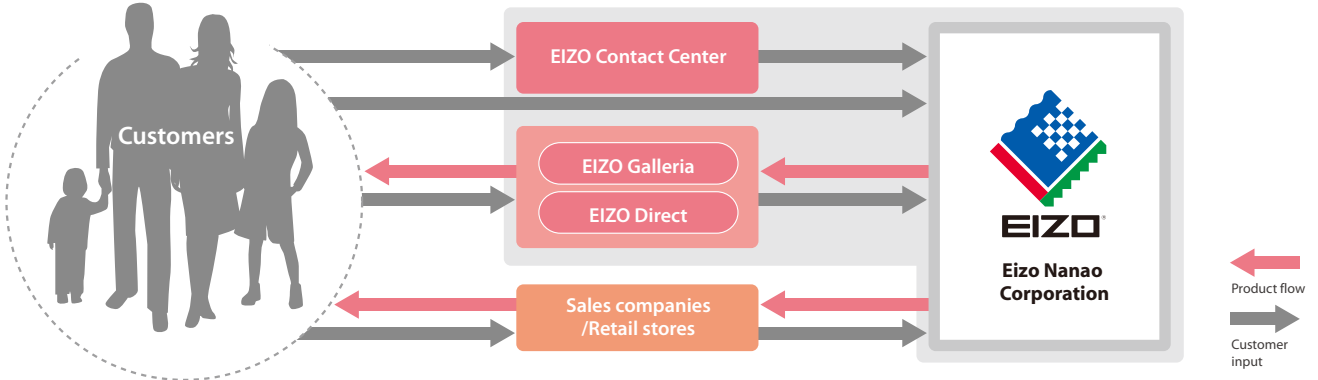 EIZO Contact Center
Customers
EIZO Galleria
EIZO Direct
Sales companies
/Retail stores
EIZO
Eizo Nanao
Corporation
Product flow
Customer
input